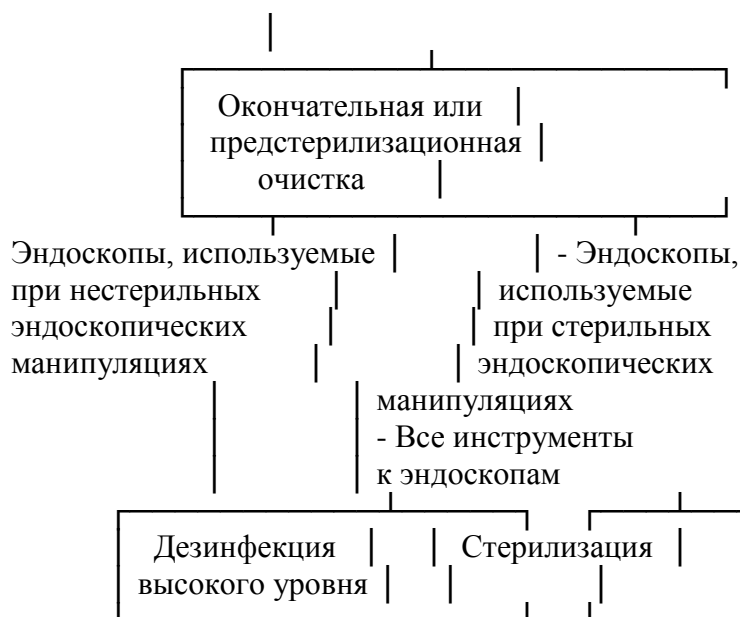 Окончательная или
предстерилизационная
очистка
Эндоскопы, используемые - Эндоскопы,
при нестерильных используемые
эндоскопических при стерильных
манипуляциях эндоскопических
манипуляциях
- Все инструменты
к эндоскопам
Дезинфекция Стерилизация
высокого уровня